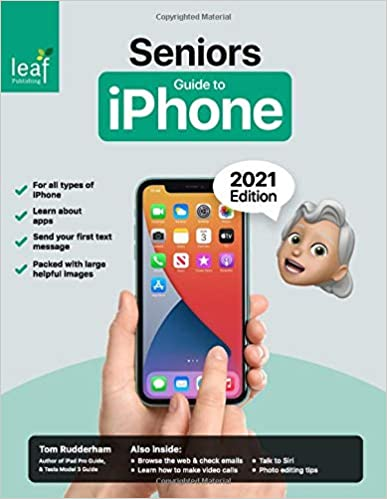 leaf
Publishing
Seniors
Guide to
iPhone
2021
Edition
For all types of
iPhone
Learn about
apps
Send your first text
message
Packed with large
helpful images
Tom Rudderham
Author of iPad Pro Guide,
& Tesla Model 3 Guide
Also inside:
Browse the web & check emails
Learn how to make video calls
Talk to Siri
Photo editing tips